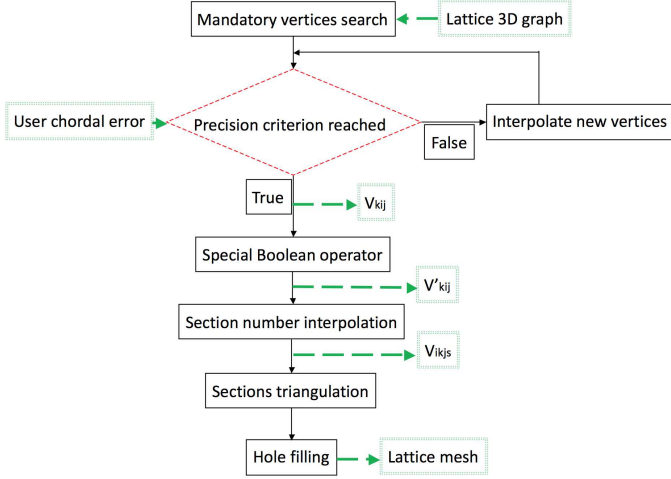 Mandatory vertices search
Lattice 3D graph
User chordal error
Precision criterion reached
Interpolate new vertices
False
True
Vkij
Special Boolean operator
V'kij
Section number interpolation
Vikjs
Sections triangulation
Hole filling
Lattice mesh